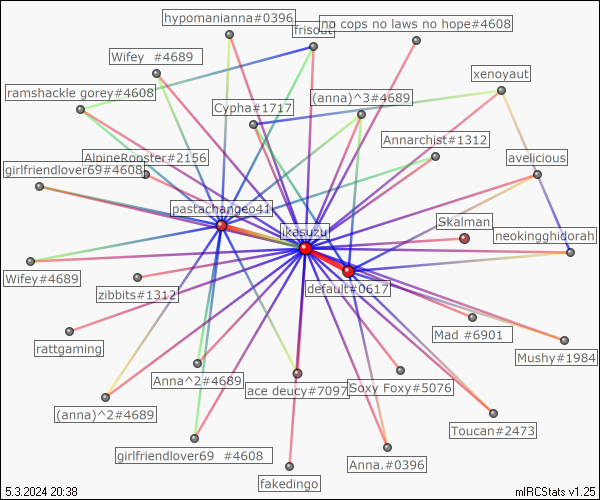 hypomanianna#0396
no cops no laws no hope#4608
frisout
Wifey #4689
xenoyaut
ramshackle gorey#4608
(anna)^3#4689
Cypha#1717
Annarchist#1312
AlpineRooster#2156
avelicious
girlfriendlover69#4608
pastachangeo41
Skalman
ikasuzu
neokingghidorah
Wifey#4689
default#0617
zibbits#1312
Mad #6901
rattgaming
Mushy#1984
Anna^2#4689
Soxy Foxy#5076
ace deucy#7097
(anna)^2#4689
Toucan#2473
girlfriendlover69 #4608
Anna.#0396
fakedingo
5.3.2024 20:38
mIRCStats v1.25